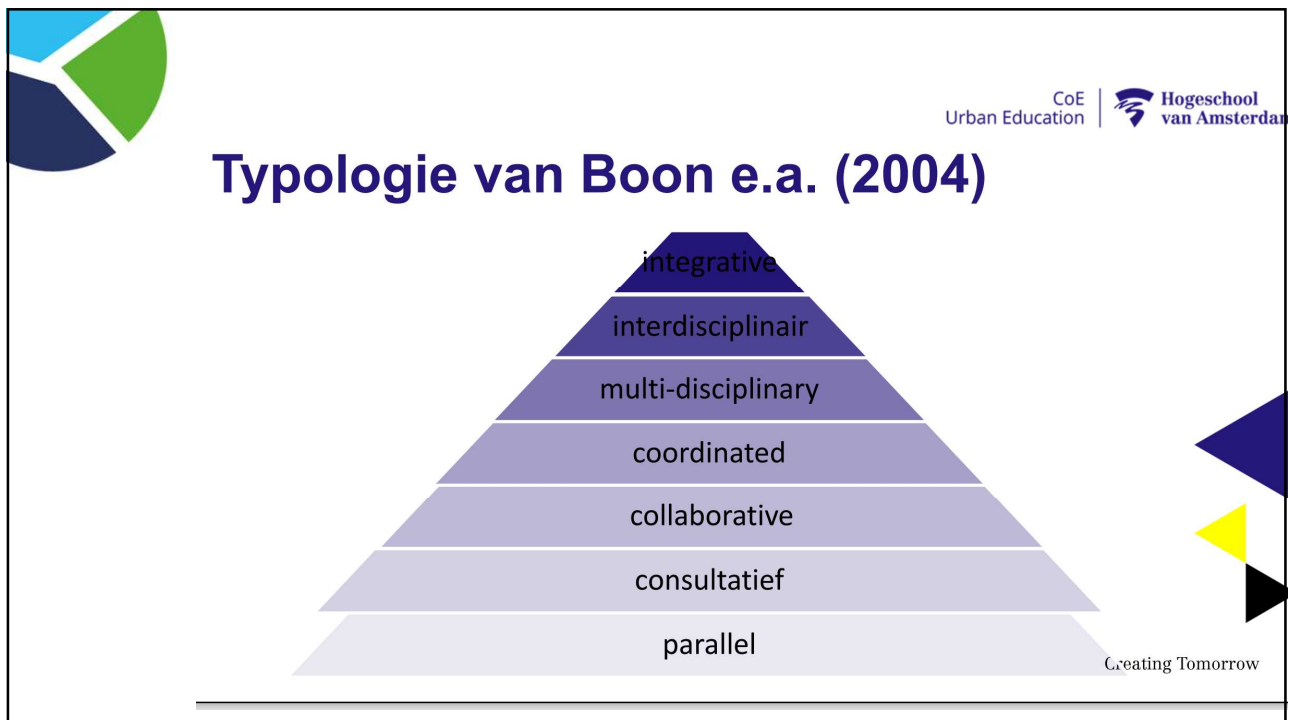 CoE
Urban Education
Hogeschool
van Amsterdam
Typologie van Boon e.a. (2004)
integrative
interdisciplinair
multi-disciplinary
coordinated
collaborative
consultatief
parallel
Creating Tomorrow